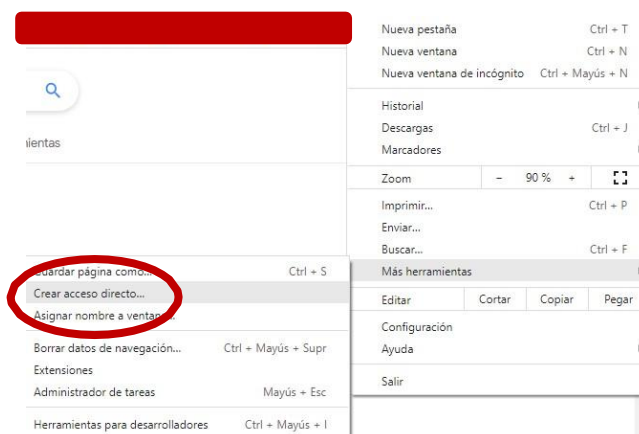 Nueva pestaña Ctrl + T
Nueva ventana Ctrl + N
Nueva ventana de incógnito Ctrl + Mayús + N
Historial
Descargas Ctrl + J
Marcadores
Zoom - 90 % +
Imprimir... Ctrl + P
Enviar...
Buscar... Ctrl + F
Más herramientas
Editar Cortar Copiar Pegar
Configuración
Ayuda
Salir
ientas
Guardar página como... Ctrl + S
Crear acceso directo...
Asignar nombre a ventana...
Borrar datos de navegación... Ctrl + Mayús + Supr
Extensiones
Administrador de tareas Mayús + Esc
Herramientas para desarrolladores Ctrl + Mayús + I